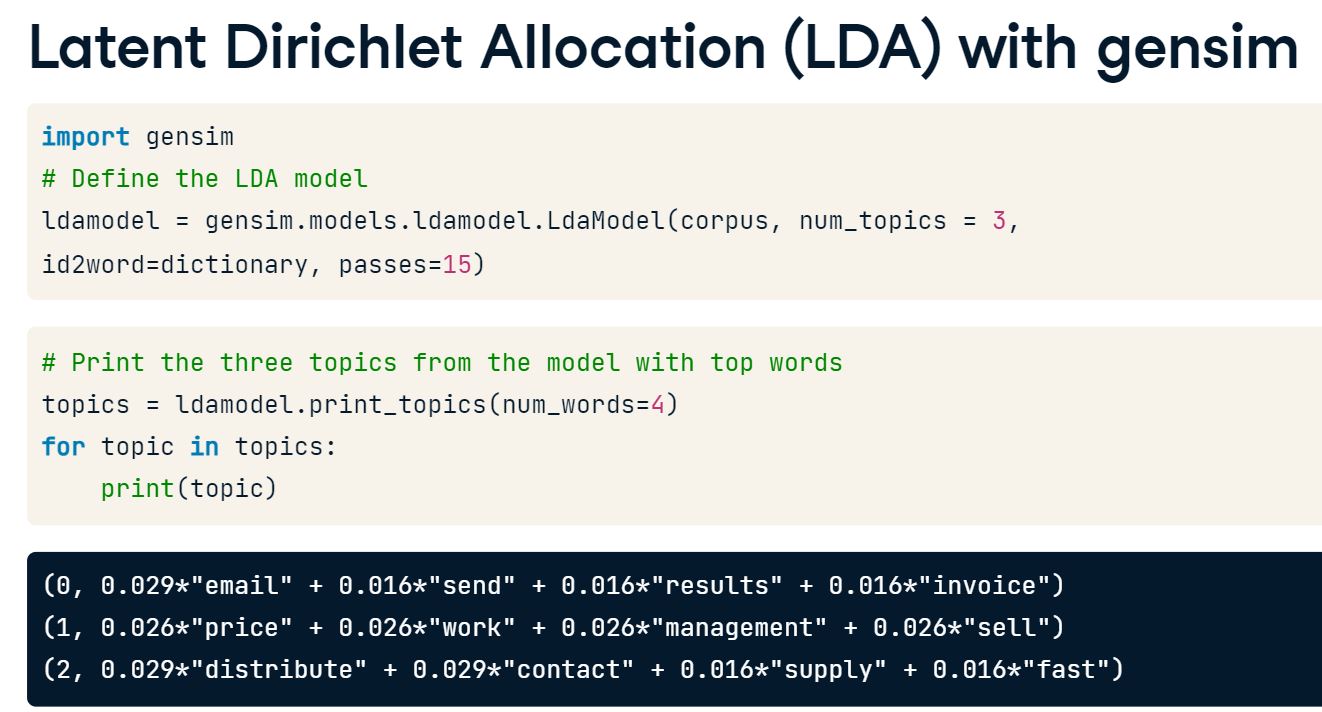 Latent Dirichlet Allocation (LDA) with gensim
import gensim
# Define the LDA model
ldamodel = gensim.models.ldamodel.LdaModel(corpus, num_topics = 3,
id2word=dictionary, passes=15)
# Print the three topics from the model with top words
topics = ldamodel.print_topics(num_words=4)
for topic in topics:
    print(topic)
(0, 0.029*"email" + 0.016*"send" + 0.016*"results" + 0.016*"invoice")
(1, 0.026*"price" + 0.026*"work" + 0.026*"management" + 0.026*"sell")
(2, 0.029*"distribute" + 0.029*"contact" + 0.016*"supply" + 0.016*"fast")